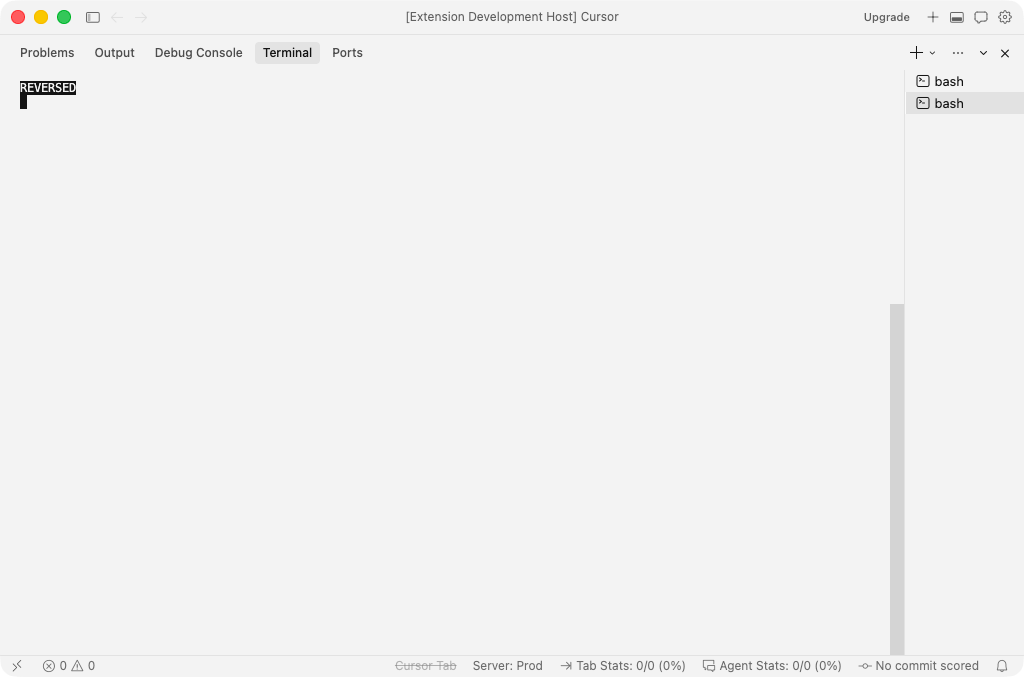 [Extension Development Host] Cursor
Upgrade
Problems Output Debug Console Terminal Ports
REVERSED
bash
bash
0 0 Cursor Tab Server: Prod Tab Stats: 0/0 (0%) Agent Stats: 0/0 (0%) No commit scored